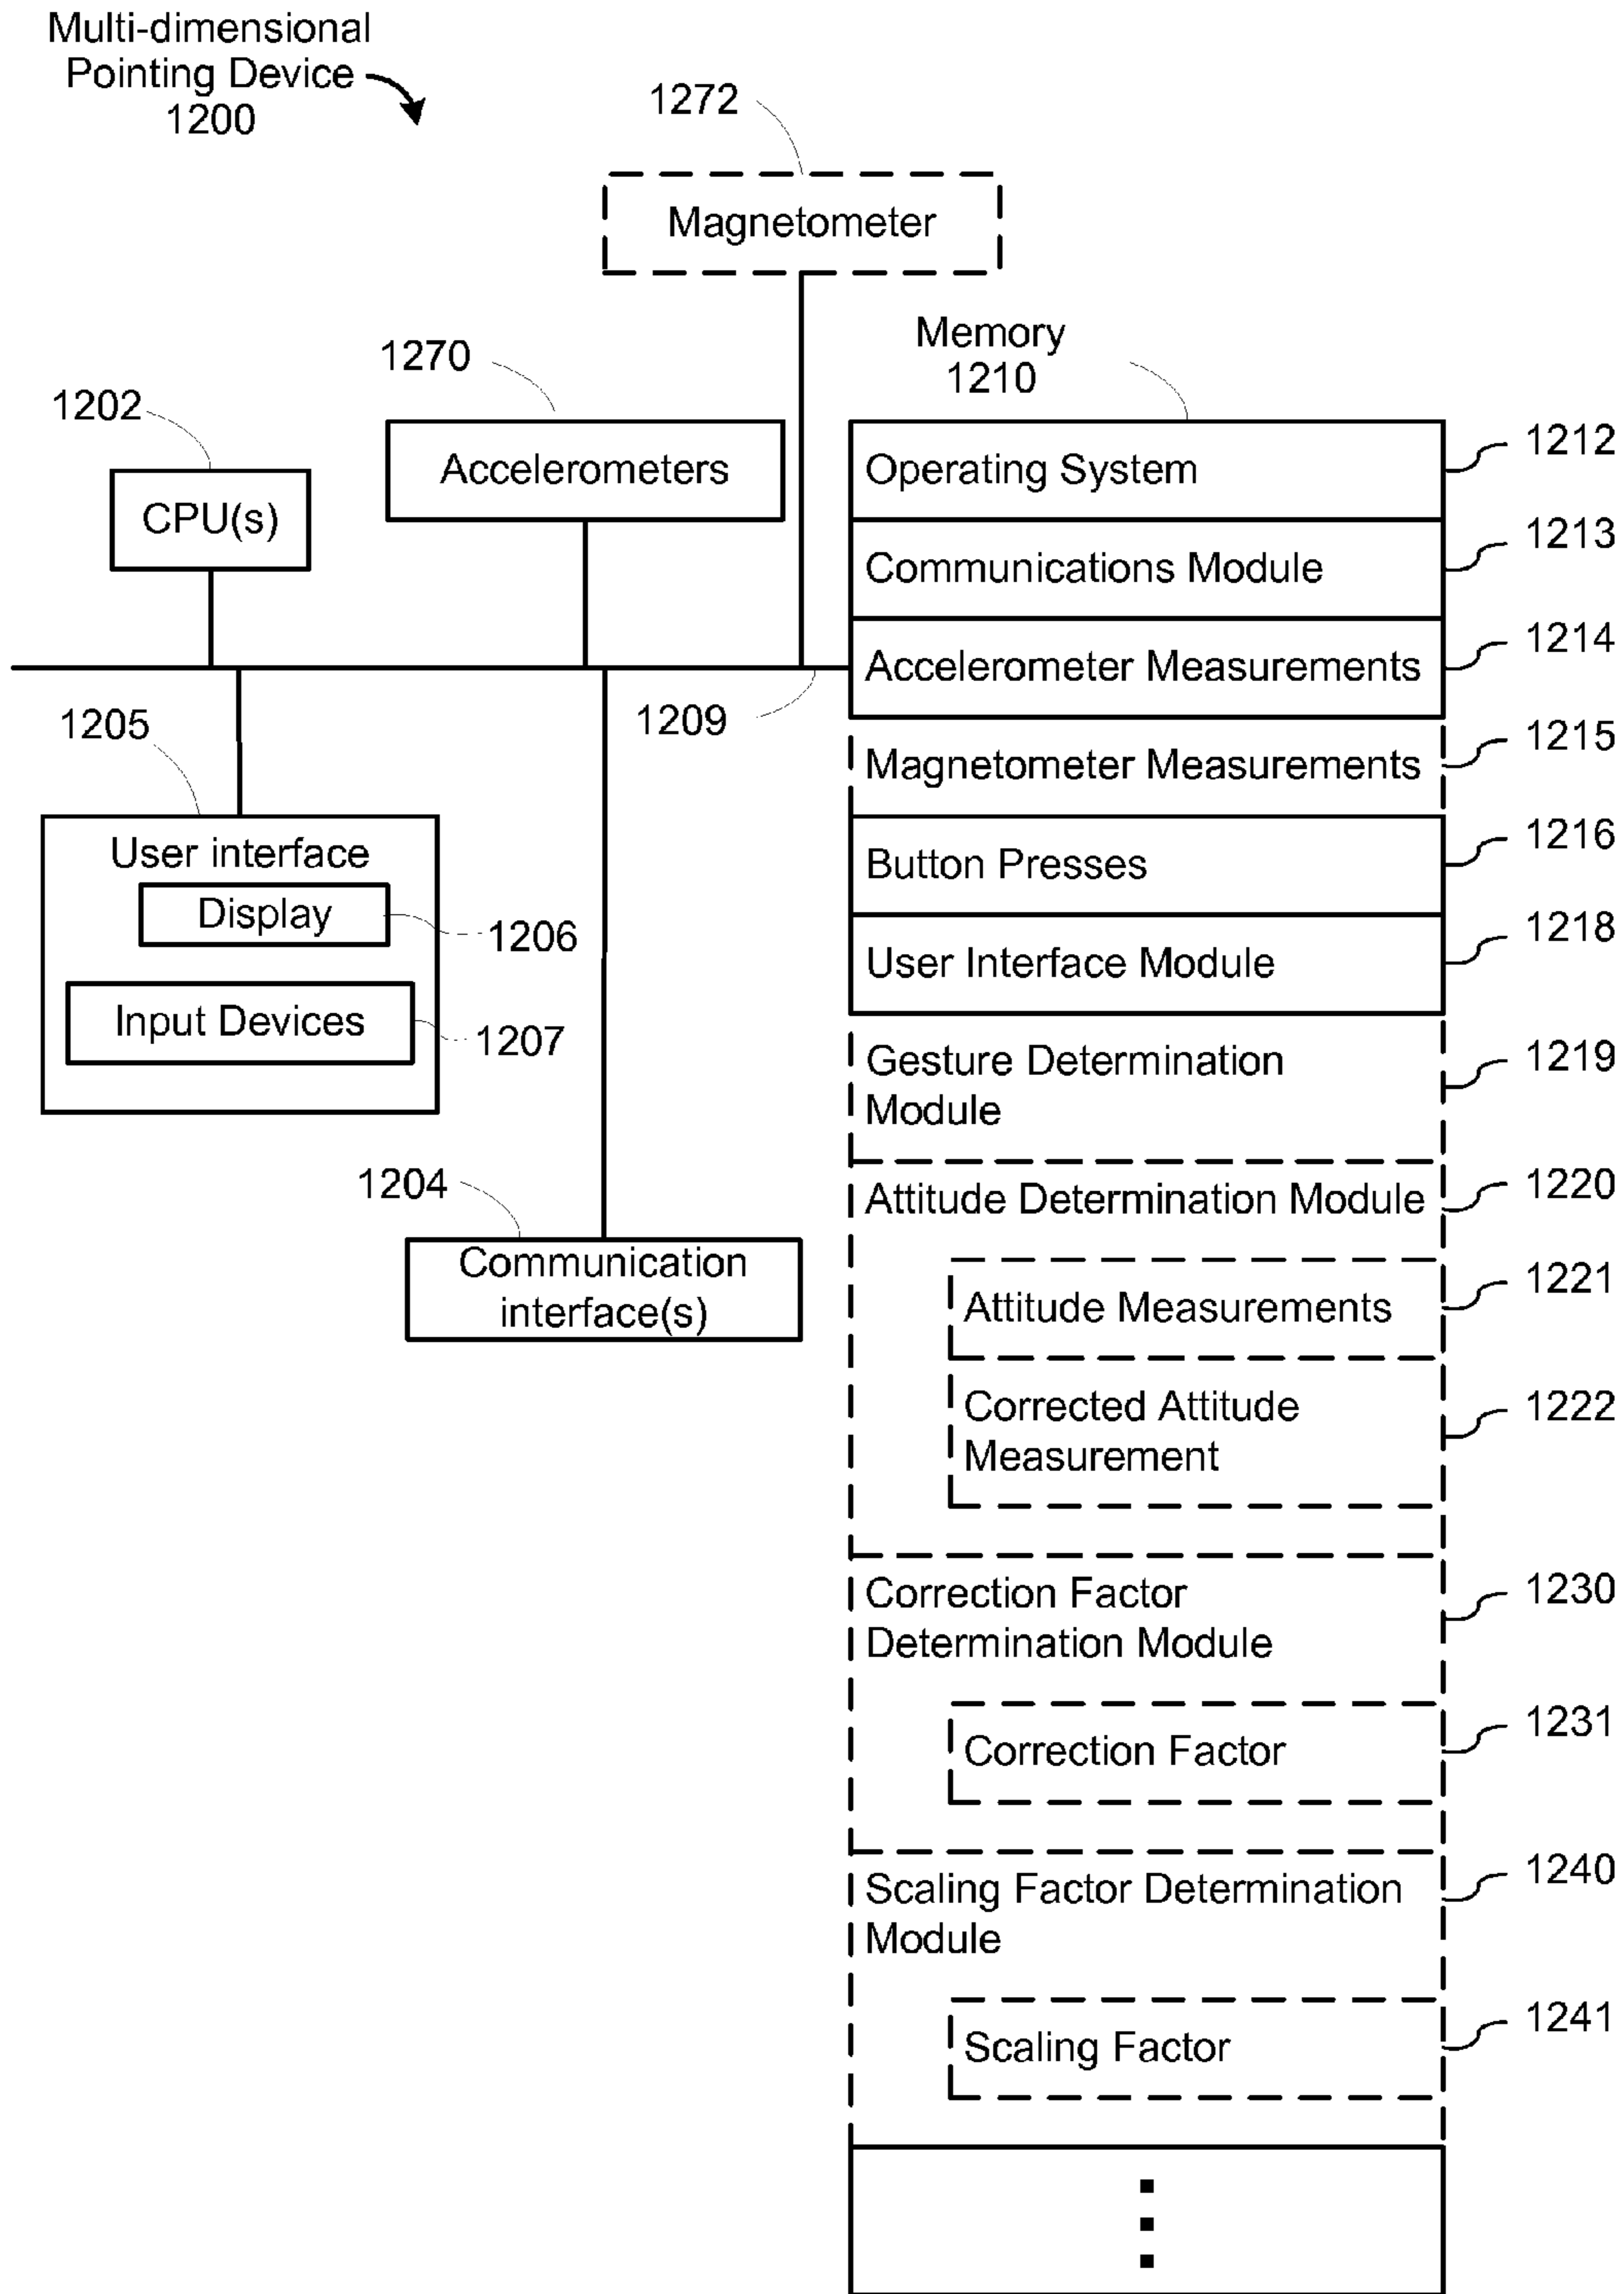 Multi-dimensional
Pointing Device
1200
1272
Magnetometer
1270
Accelerometers
1202
CPU(s)
1209
1205
User interface
Display
1206
Input Devices
1207
1204
Communication
interface(s)
Memory
1210
Operating System
1212
Communications Module
1213
Accelerometer Measurements
1214
Magnetometer Measurements
1215
Button Presses
1216
User Interface Module
1218
Gesture Determination
Module
1219
Attitude Determination Module
1220
Attitude Measurements
1221
Corrected Attitude
Measurement
1222
Correction Factor
Determination Module
1230
Correction Factor
1231
Scaling Factor Determination
Module
1240
Scaling Factor
1241